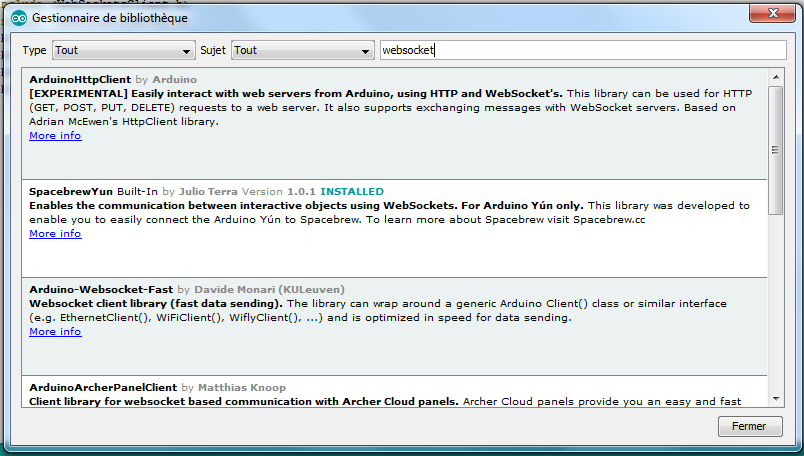 Gestionnaire de bibliothèque
Type Tout Sujet Tout websocket
ArduinoHttpClient by Arduino
[EXPERIMENTAL] Easily interact with web servers from Arduino, using HTTP and WebSocket's. This library can be used for HTTP
(GET, POST, PUT, DELETE) requests to a web server. It also supports exchanging messages with WebSocket servers. Based on
Adrian McEwen's HttpClient library.
More info
SpacebrewYun Built-In by Julio Terra Version 1.0.1 INSTALLED
Enables the communication between interactive objects using WebSockets. For Arduino Yún only. This library was developed to
enable you to easily connect the Arduino Yún to Spacebrew. To learn more about Spacebrew visit Spacebrew.cc
More info
Arduino-Websocket-Fast by Davide Monari (KULeuven)
Websocket client library (fast data sending). The library can wrap around a generic Arduino Client() class or similar interface
(e.g. EthernetClient(), WiFiClient(), WiflyClient(), ...) and is optimized in speed for data sending.
More info
ArduinoArcherPanelClient by Matthias Knoop
Client library for websocket based communication with Archer Cloud panels. Archer Cloud panels provide you an easy and fast
Fermer